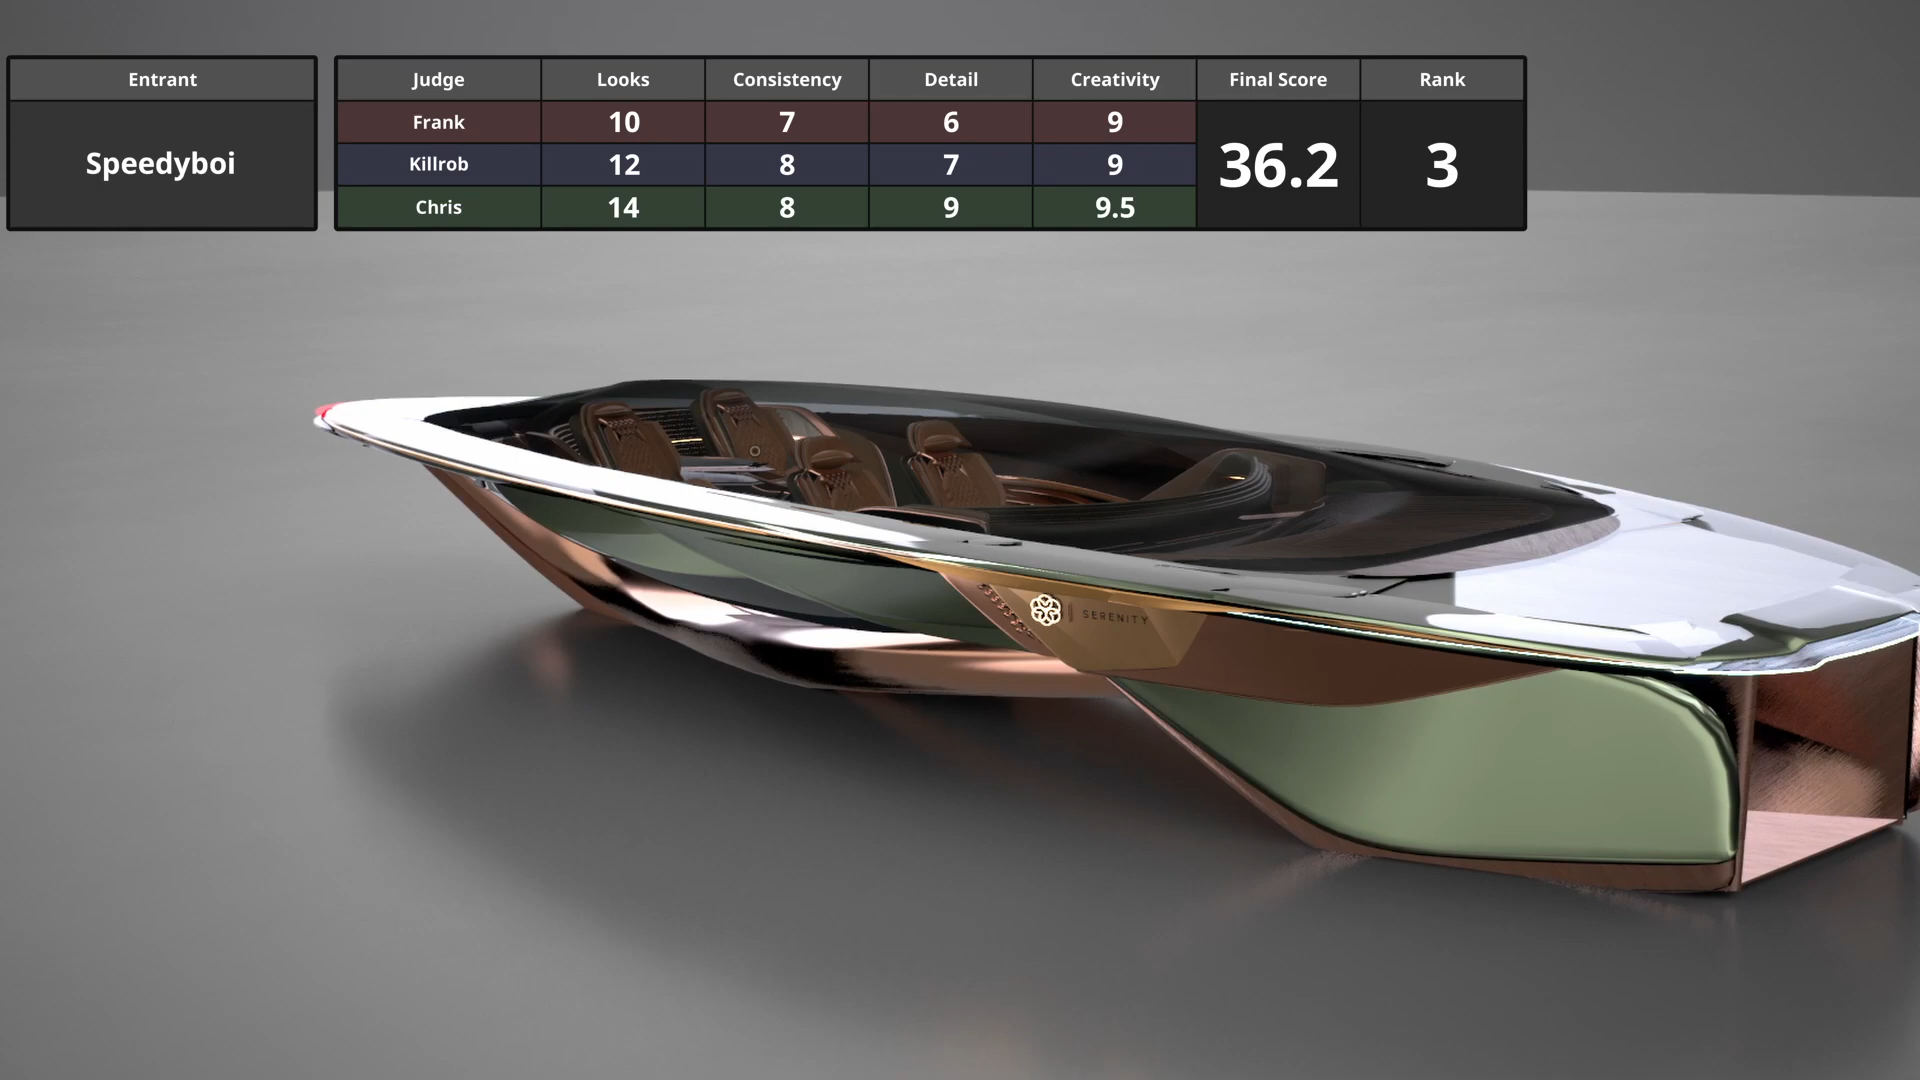 Entrant
Speedyboi
Judge Looks Consistency Detail Creativity Final Score Rank
Frank 10 7 6 9
Killrob 12 8 7 9
36.2 3
Chris 14 8 9 9.5
SERENITY